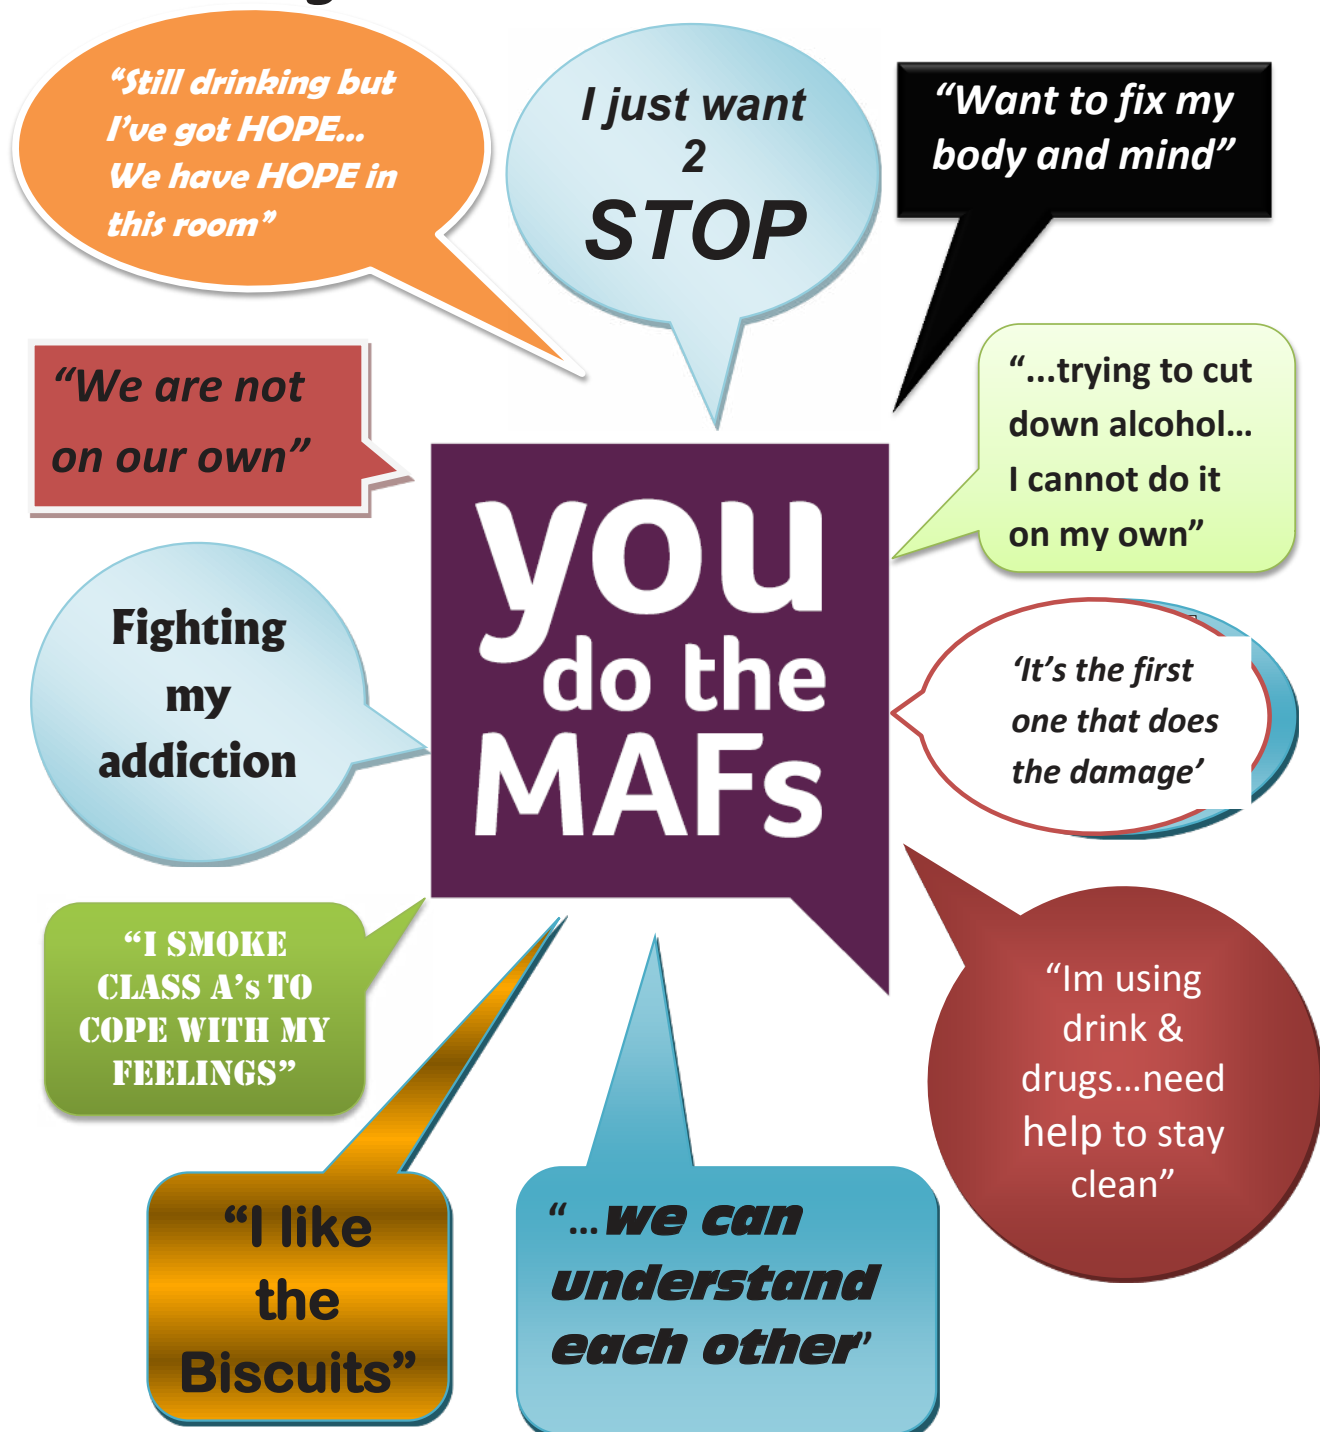 “Still drinking but
I’ve got HOPE...
We have HOPE in
this room”
I just want
2
STOP
“Want to fix my
body and mind”
“We are not
on our own”
“...trying to cut
down alcohol...
I cannot do it
on my own”
you
do the
MAFs
Fighting
my
addiction
‘It’s the first
one that does
the damage’
“I SMOKE
CLASS A’s TO
COPE WITH MY
FEELINGS”
“Im using
drink &
drugs...need
help to stay
clean”
“I like
the
Biscuits”
“...we can
understand
each other”